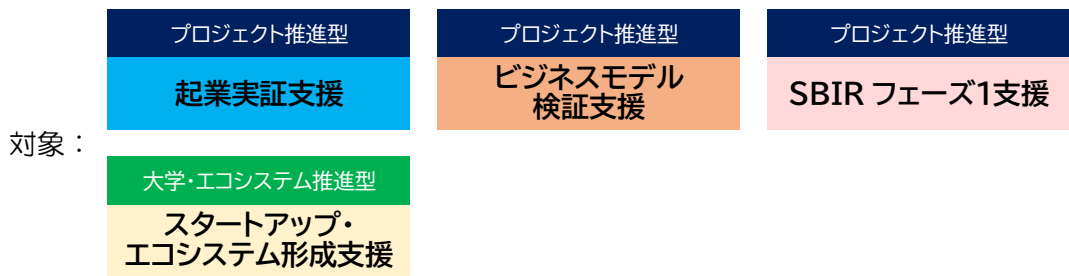 プロジェクト推進型
起業実証支援
プロジェクト推進型
ビジネスモデル
検証支援
プロジェクト推進型
SBIR フェーズ1支援
対象：
大学・エコシステム推進型
スタートアップ・
エコシステム形成支援